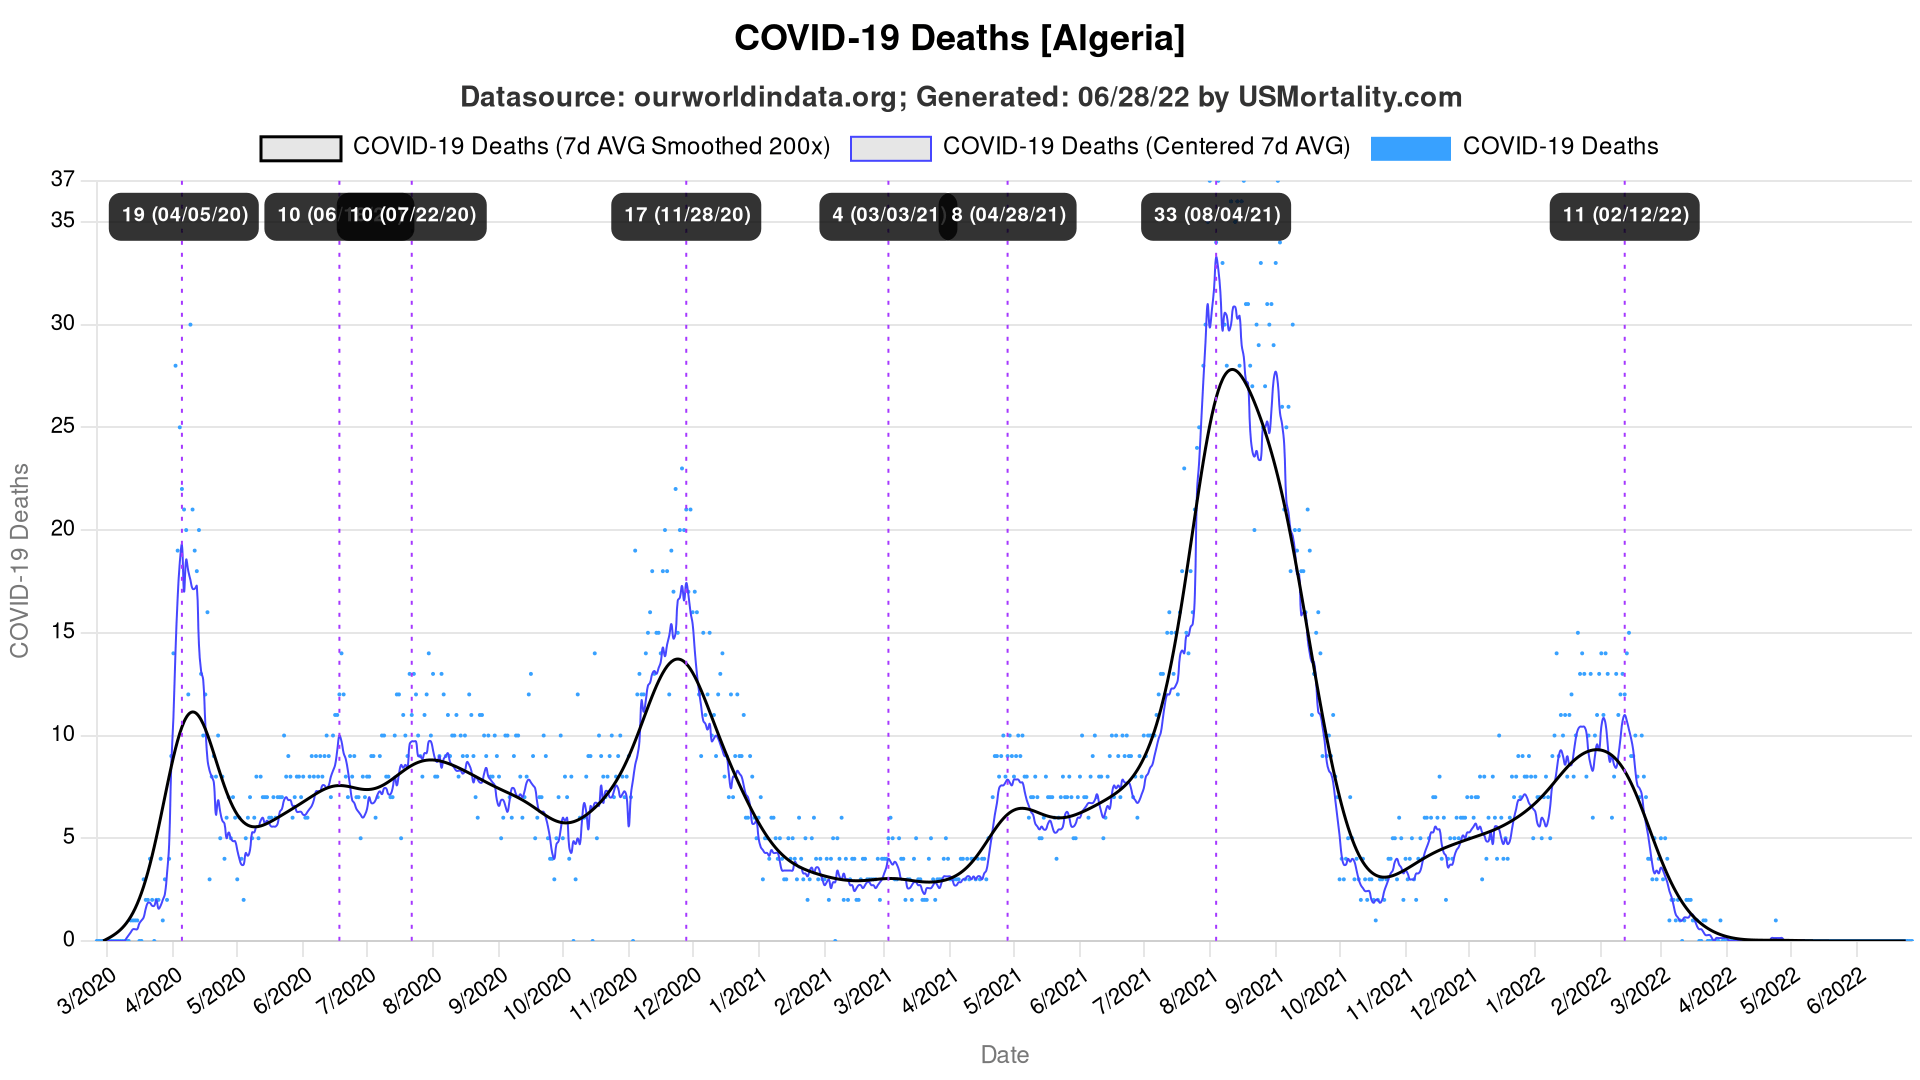 COVID-19 Deaths [Algeria]
Datasource: ourworldindata.org; Generated: 06/28/22 by USMortality.com
COVID-19 Deaths (7d AVG Smoothed 200x) COVID-19 Deaths (Centered 7d AVG) COVID-19 Deaths
37
19 (04/05/20) 10 (06/ 10 (07/22/20) 17 (11/28/20) 4 (03/03/21) 8 (04/28/21) 33 (08/04/21) 11 (02/12/22)
35
30
25
20
15
10
5
0
COVID-19 Deaths
3/2020 4/2020 5/2020 6/2020 7/2020 8/2020 9/2020 10/2020 11/2020 12/2020 1/2021 2/2021 3/2021 4/2021 5/2021 6/2021 7/2021 8/2021 9/2021 10/2021 11/2021 12/2021 1/2022 2/2022 3/2022 4/2022 5/2022 6/2022
Date